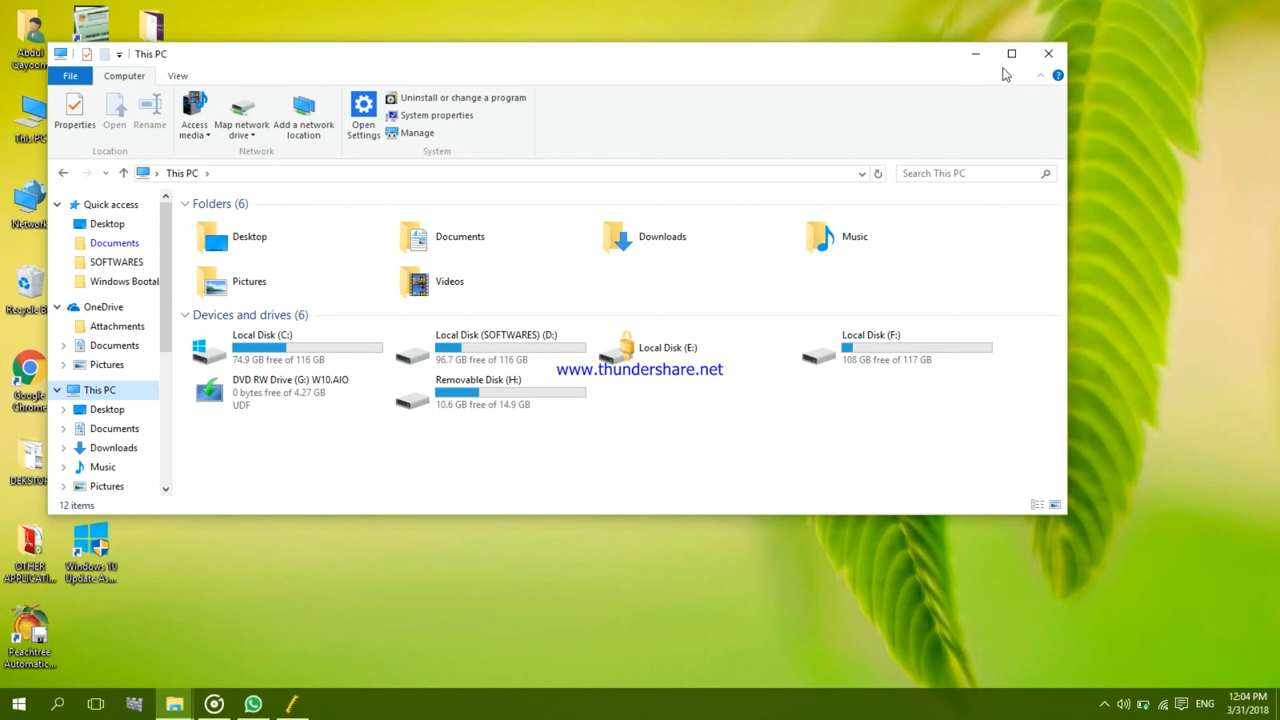 Abdul
Qayoom
This PC
File
Computer
View
Properties
Open
Rename
Access
media
Map network
drive
Add a network
location
Open
Settings
Uninstall or change a program
System properties
Manage
Location
Network
System
This PC
Search This PC
Quick access
Desktop
Documents
SOFTWARES
Windows Bootab
OneDrive
Attachments
Documents
Pictures
This PC
Desktop
Documents
Downloads
Music
Pictures
Folders (6)
Desktop
Documents
Downloads
Music
Pictures
Videos
Devices and drives (6)
Local Disk (C:)
74.9 GB free of 116 GB
Local Disk (SOFTWARES) (D:)
96.7 GB free of 116 GB
Local Disk (E:)
Local Disk (F:)
108 GB free of 117 GB
www.thundershare.net
DVD RW Drive (G:) W10.AIO
0 bytes free of 4.27 GB
UDF
Removable Disk (H:)
10.6 GB free of 14.9 GB
12 items
This PC
Network
Recycle B
Google
Chrome
DEKSTOP
OTHER
APPLICATI...
Windows 10
Update As...
Peachtree
Automatic...
ENG
12:04 PM
3/31/2018